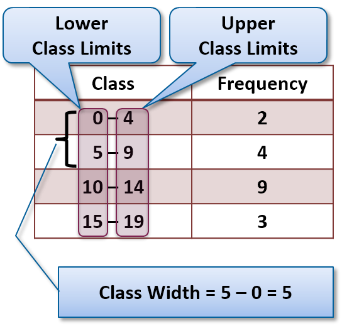 Lower
Class Limits
Upper
Class Limits
Class Frequency
0 – 4 2
5 – 9 4
10 – 14 9
15 – 19 3
Class Width = 5 – 0 = 5